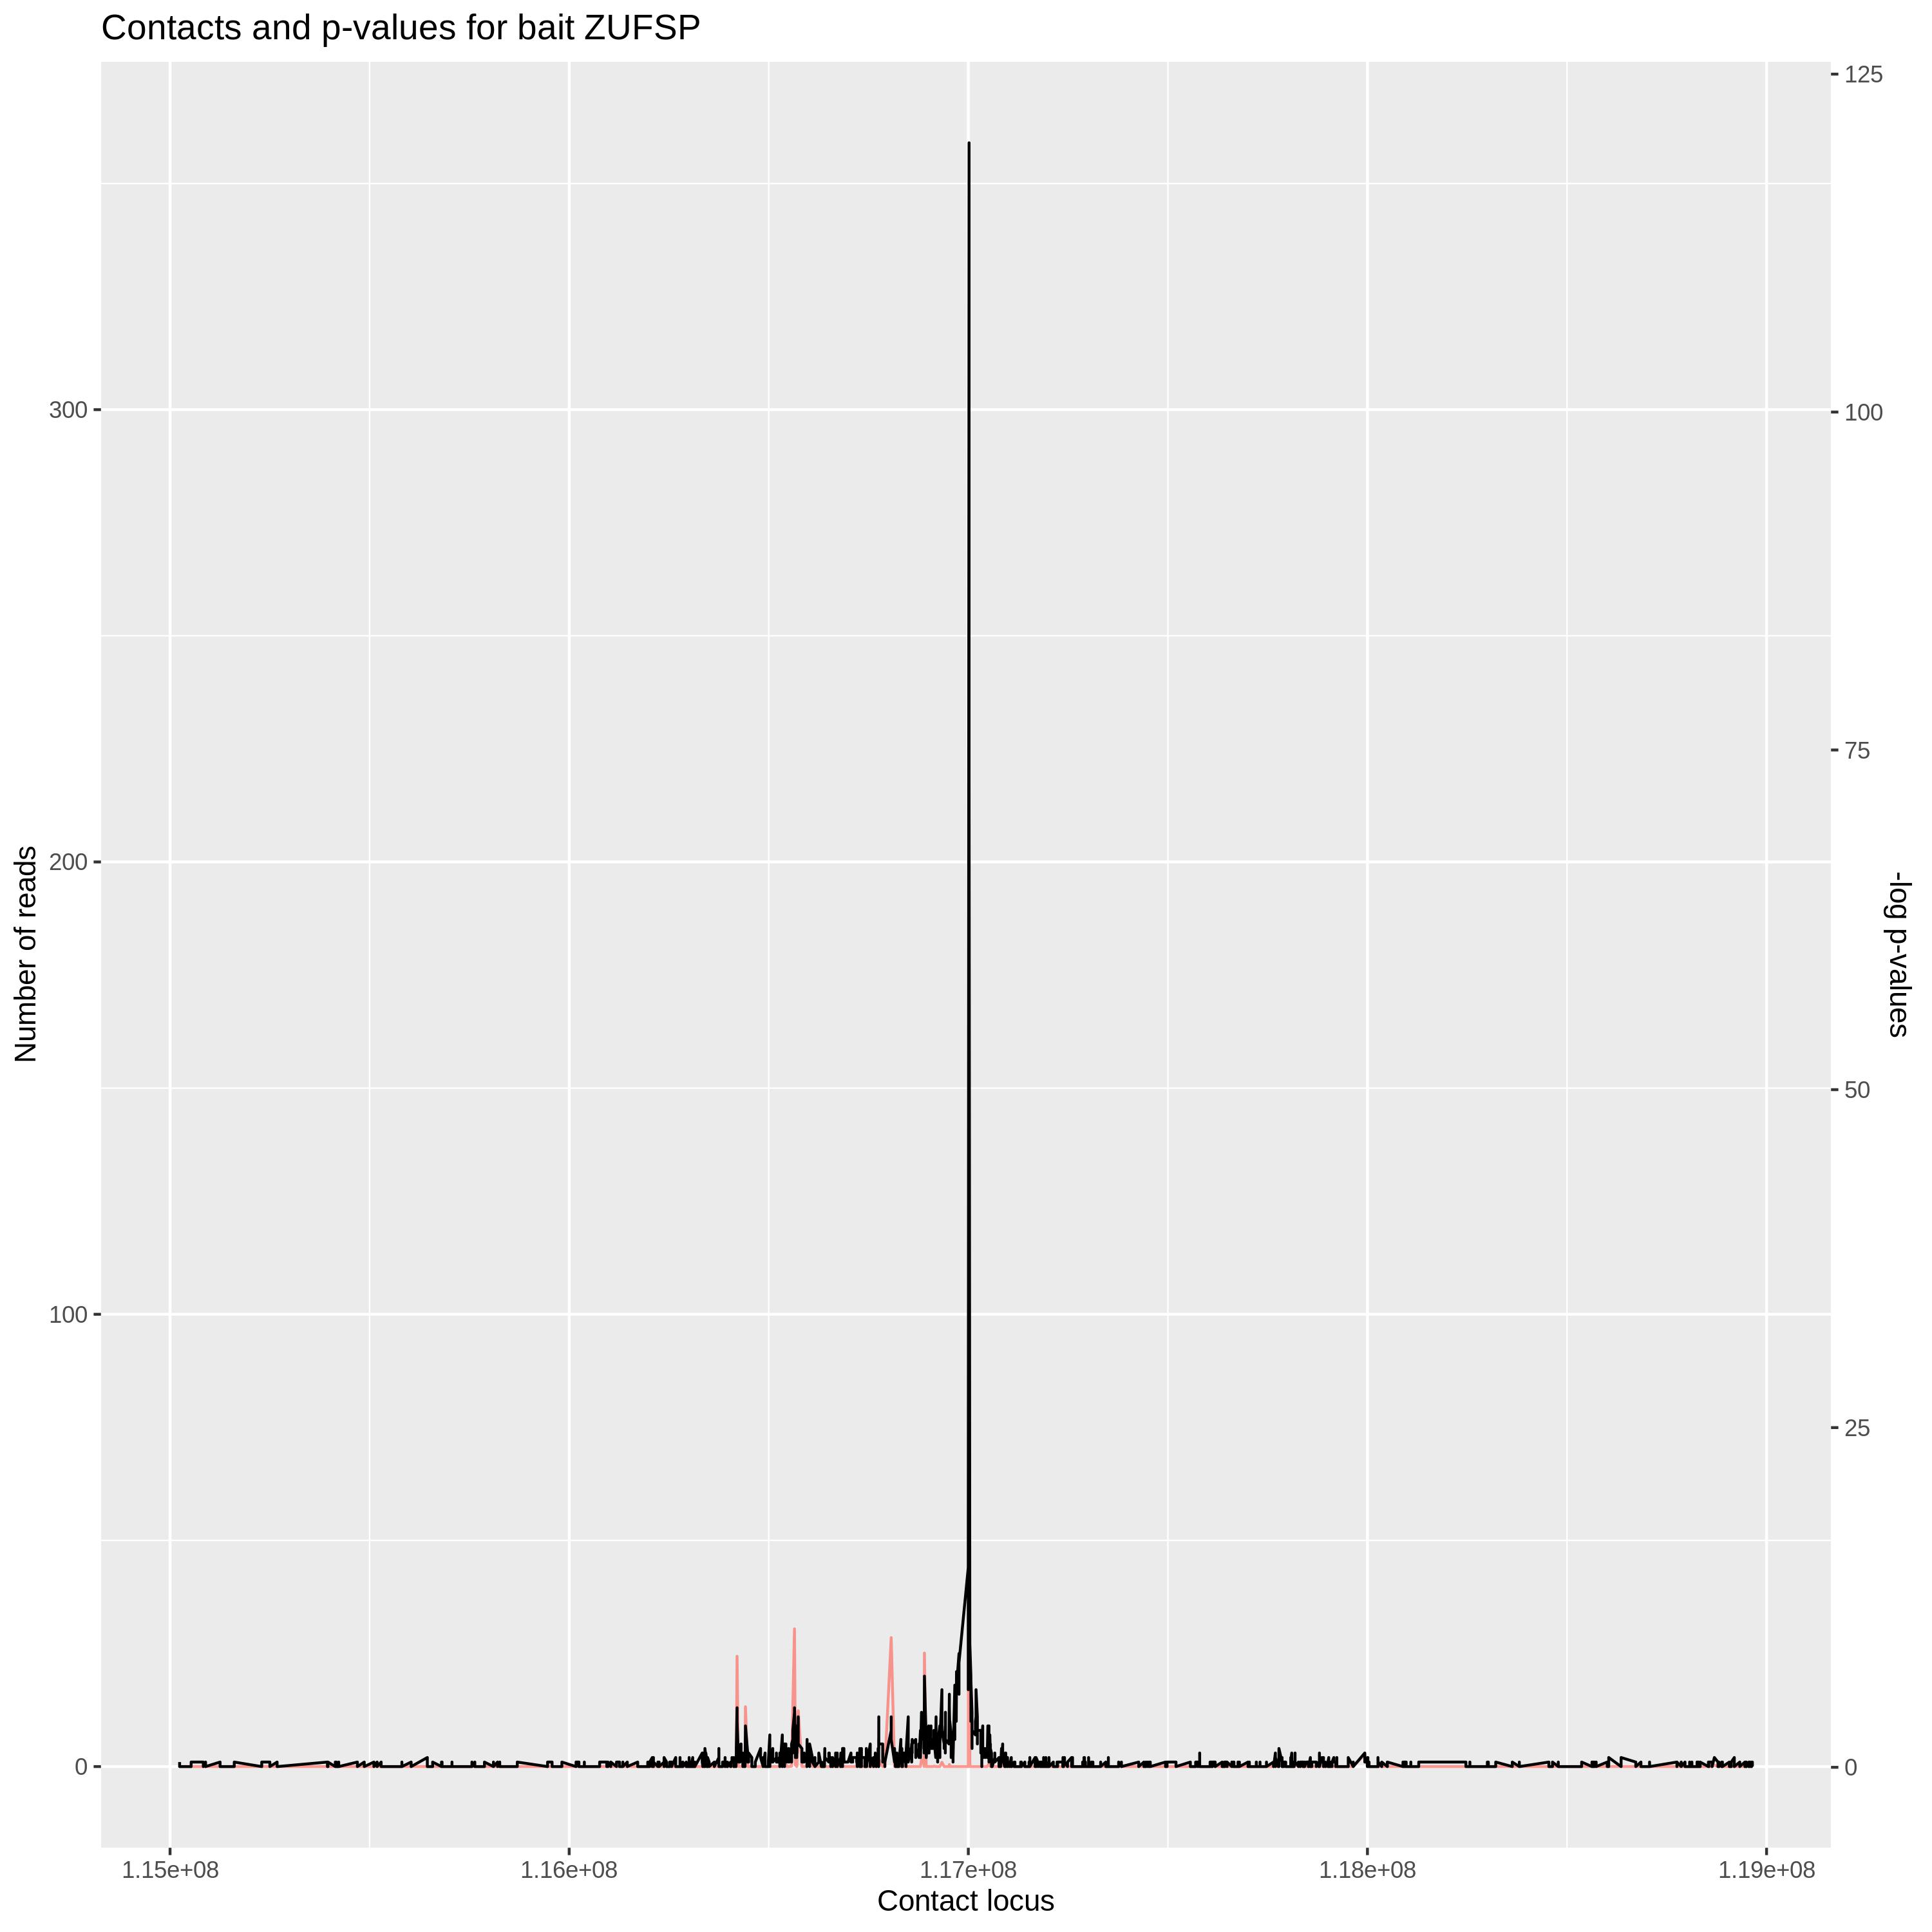 Contacts and p-values for bait ZUFSP
Number of reads
300
200
100
0
125
100
75
50
25
0
-log p-values
1.15e+08
1.16e+08
1.17e+08
1.18e+08
1.19e+08
Contact locus